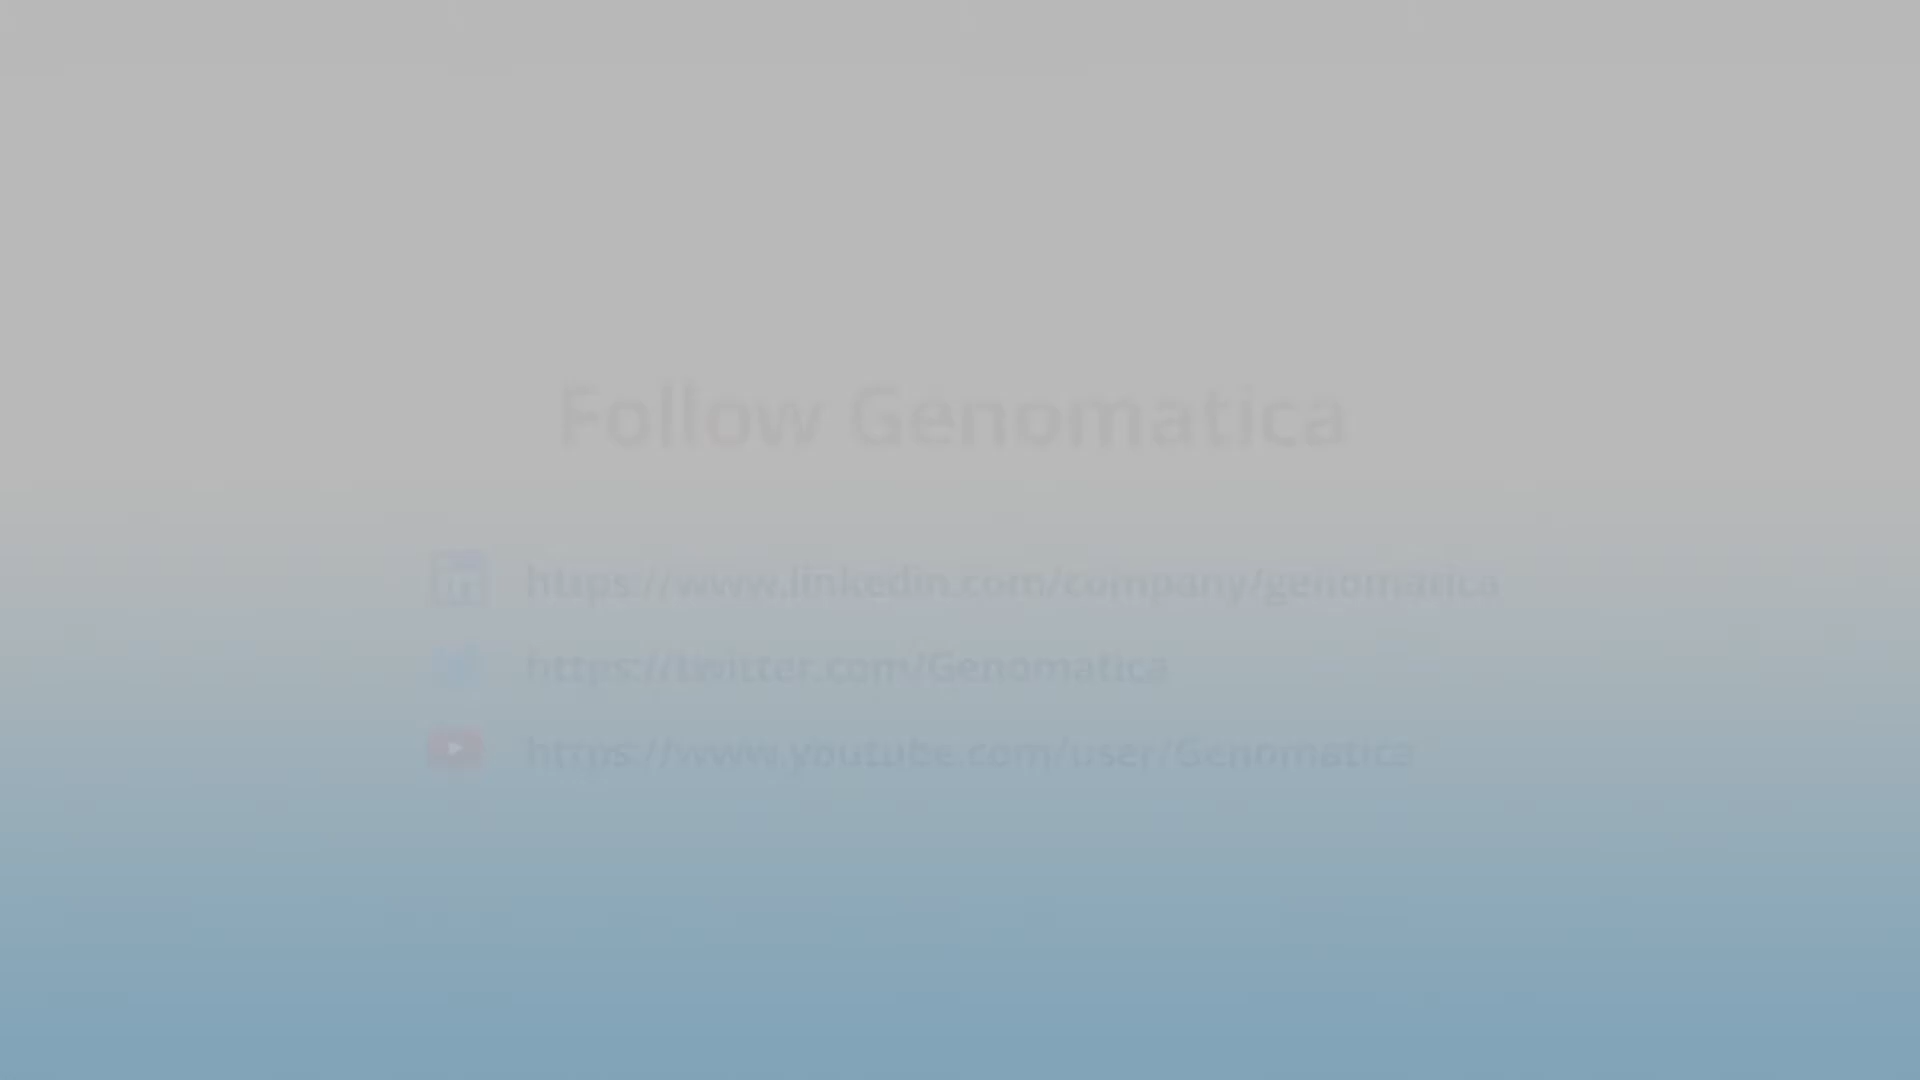 Follow Genomatica
https://www.linkedin.com/company/genomatica
https://twitter.com/Genomatica
https://www.youtube.com/user/Genomatica